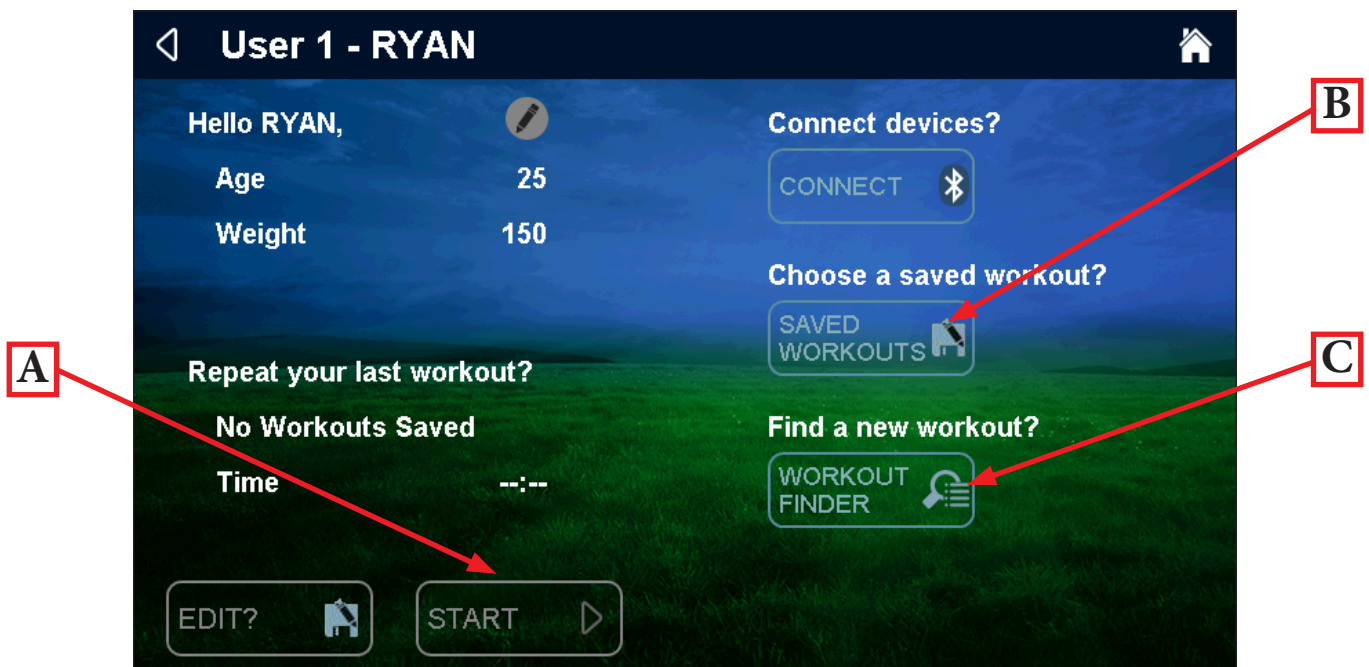 User 1 - RYAN
Hello RYAN,
Age 25
Weight 150
Repeat your last workout?
No Workouts Saved
Time --:--
EDIT?
START
Connect devices?
CONNECT
Choose a saved workout?
SAVED
WORKOUTS
Find a new workout?
WORKOUT
FINDER
A
B
C